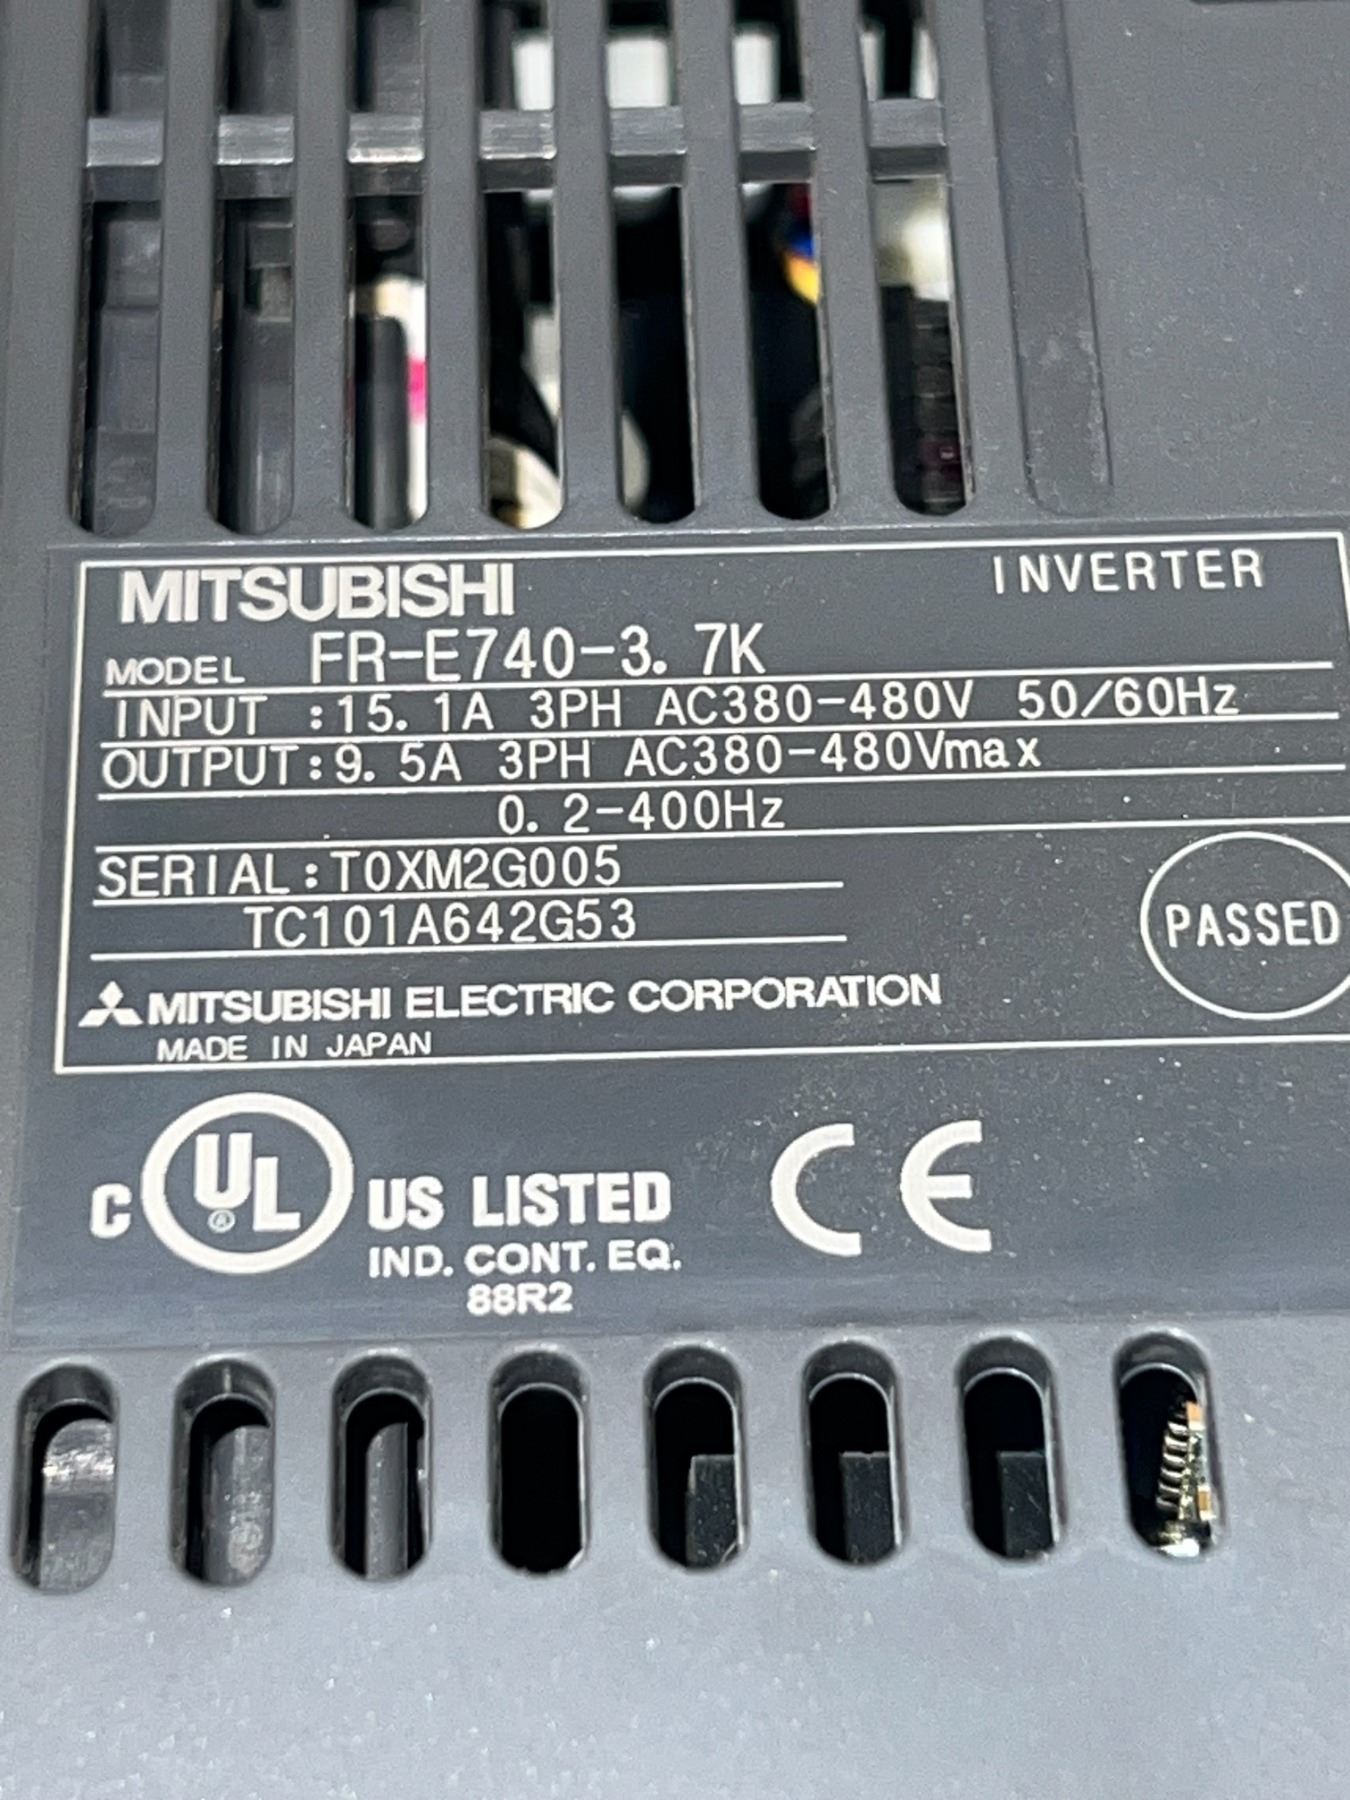 MITSUBISHI INVERTER
MODEL FR-E740-3.7K
INPUT :15.1A 3PH AC380-480V 50/60Hz
OUTPUT:9.5A 3PH AC380-480Vmax
0.2-400Hz
SERIAL:T0XM2G005
TC101A642G53
PASSED
MITSUBISHI ELECTRIC CORPORATION
MADE IN JAPAN
C UL® US LISTED CE
IND. CONT. EQ.
88R2